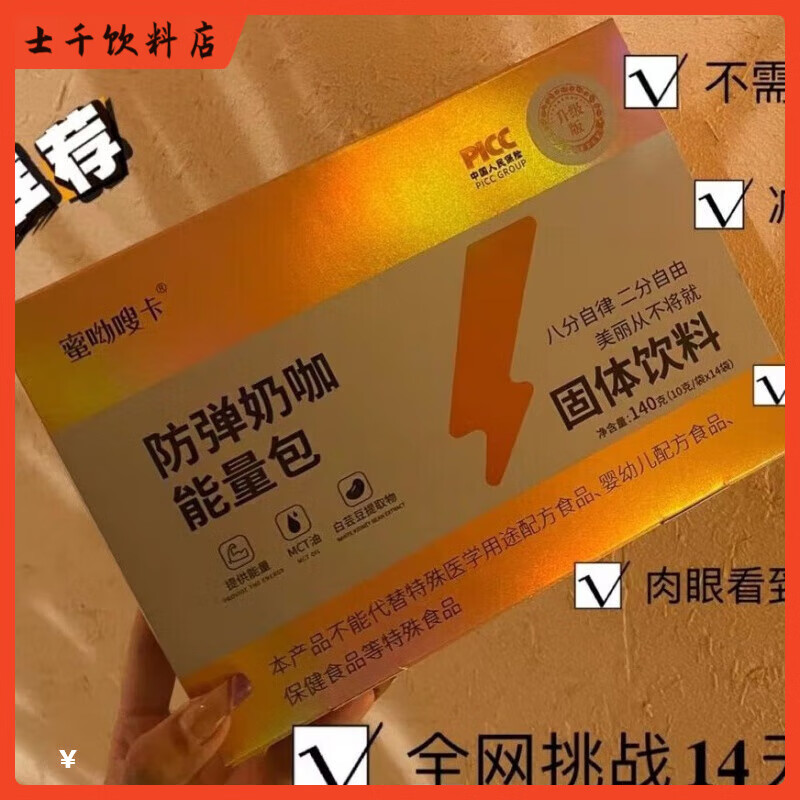 士千饮料店
不需
荐
升级版
PICC
中国人民保险
PICC GROUP
蜜呦嗖卡®
八分自律 二分自由
美丽从不将就
防弹奶咖
能量包
固体饮料
净含量:140克(10克/袋x14袋)
提供能量
PROVIDE THE ENERGY
MCT油
MCT OIL
白芸豆提取物
WHITE KIDNEY BEAN EXTRACT
本产品不能代替特殊医学用途配方食品、婴幼儿配方食品、
保健食品等特殊食品
肉眼看到
¥
全网挑战14天